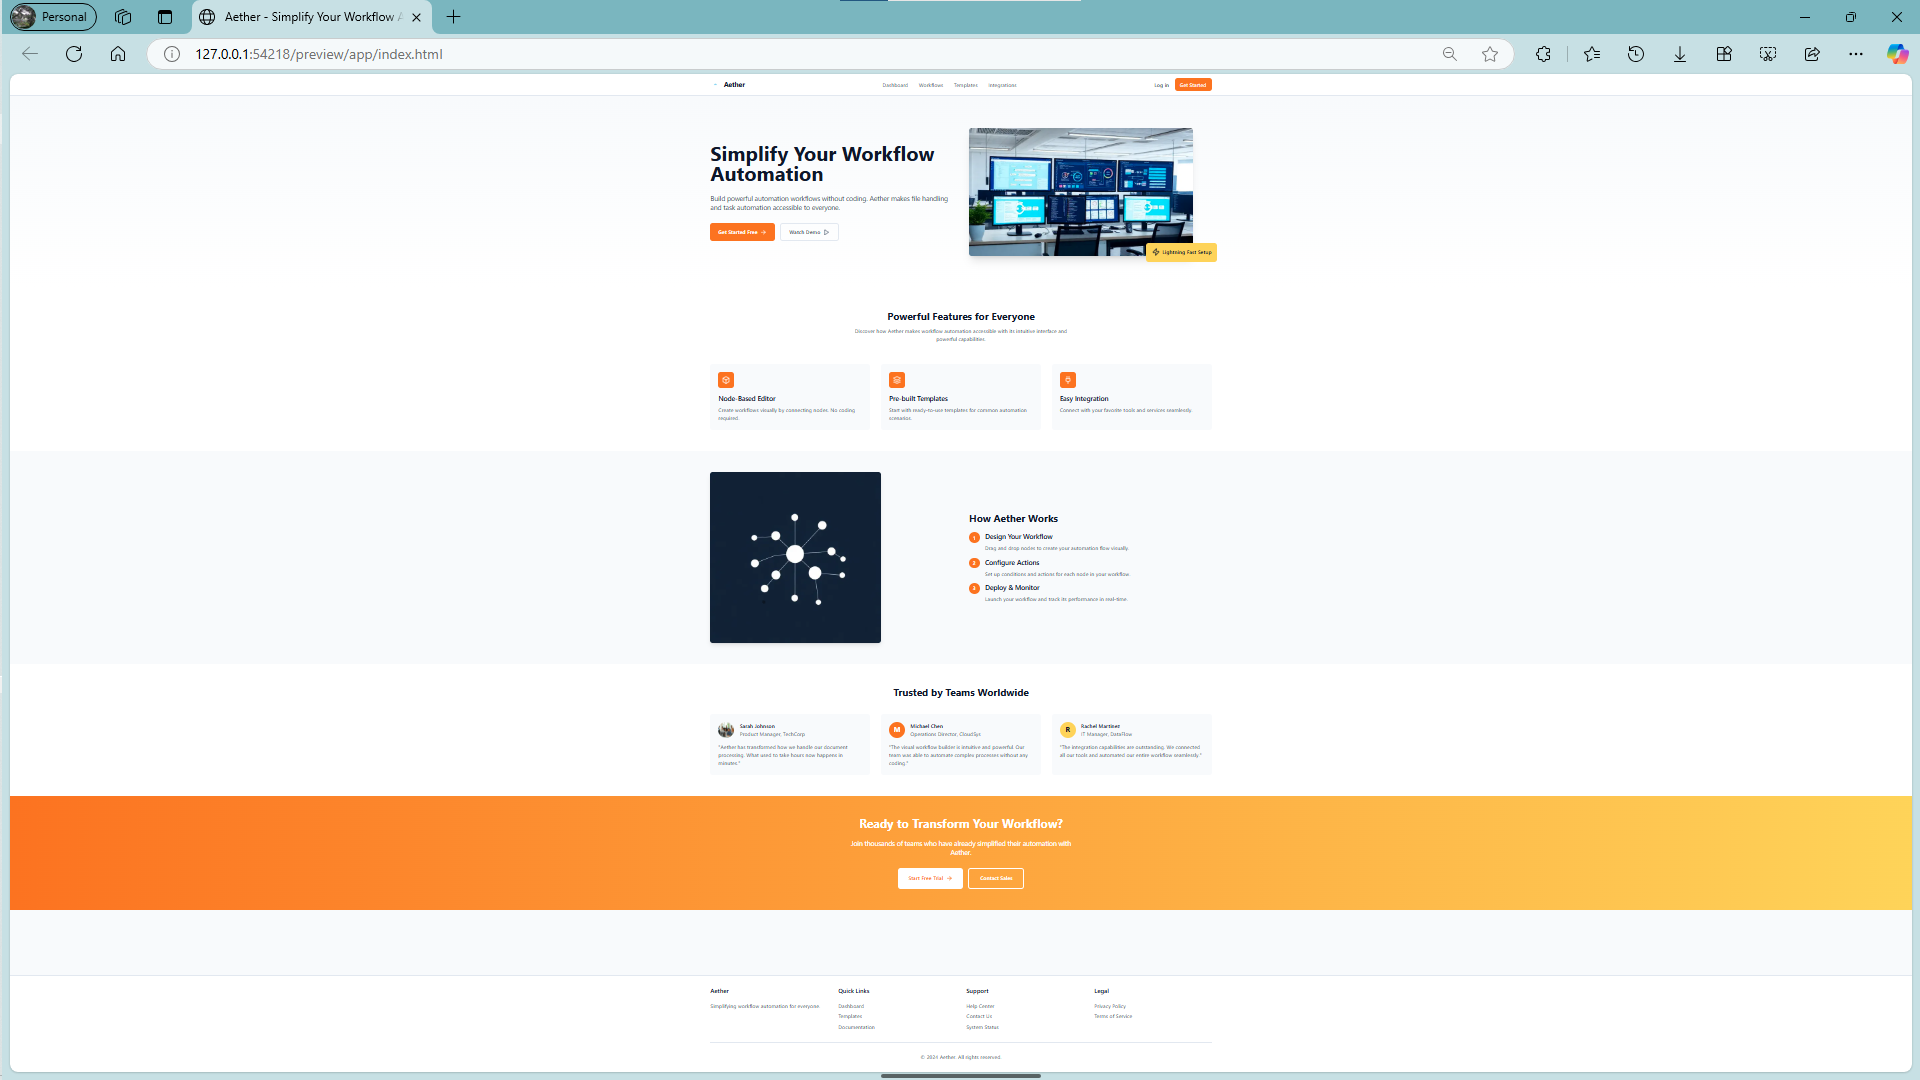 Personal
Aether - Simplify Your Workflow A
127.0.0.1:54218/preview/app/index.html
Aether
Dashboard Workflows Templates Integrations
Log in Get Started
Simplify Your Workflow
Automation
Build powerful automation workflows without coding. Aether makes file handling
and task automation accessible to everyone.
Get Started Free
Watch Demo
Lightning Fast Setup
Powerful Features for Everyone
Discover how Aether makes workflow automation accessible with its intuitive interface and
powerful capabilities.
Node-Based Editor
Create workflows visually by connecting nodes. No coding
required.
Pre-built Templates
Start with ready-to-use templates for common automation
scenarios.
Easy Integration
Connect with your favorite tools and services seamlessly.
How Aether Works
1 Design Your Workflow
Drag and drop nodes to create your automation flow visually.
2 Configure Actions
Set up conditions and actions for each node in your workflow.
3 Deploy & Monitor
Launch your workflow and track its performance in real-time.
Trusted by Teams Worldwide
Sarah Johnson
Product Manager, TechCorp
"Aether has transformed how we handle our document
processing. What used to take hours now happens in
minutes."
M
Michael Chen
Operations Director, CloudSys
"The visual workflow builder is intuitive and powerful. Our
team was able to automate complex processes without any
coding."
R
Rachel Martinez
IT Manager, DataFlow
"The integration capabilities are outstanding. We connected
all our tools and automated our entire workflow seamlessly."
Ready to Transform Your Workflow?
Join thousands of teams who have already simplified their automation with
Aether.
Start Free Trial
Contact Sales
Aether
Simplifying workflow automation for everyone.
Quick Links
Dashboard
Templates
Documentation
Support
Help Center
Contact Us
System Status
Legal
Privacy Policy
Terms of Service
© 2024 Aether. All rights reserved.